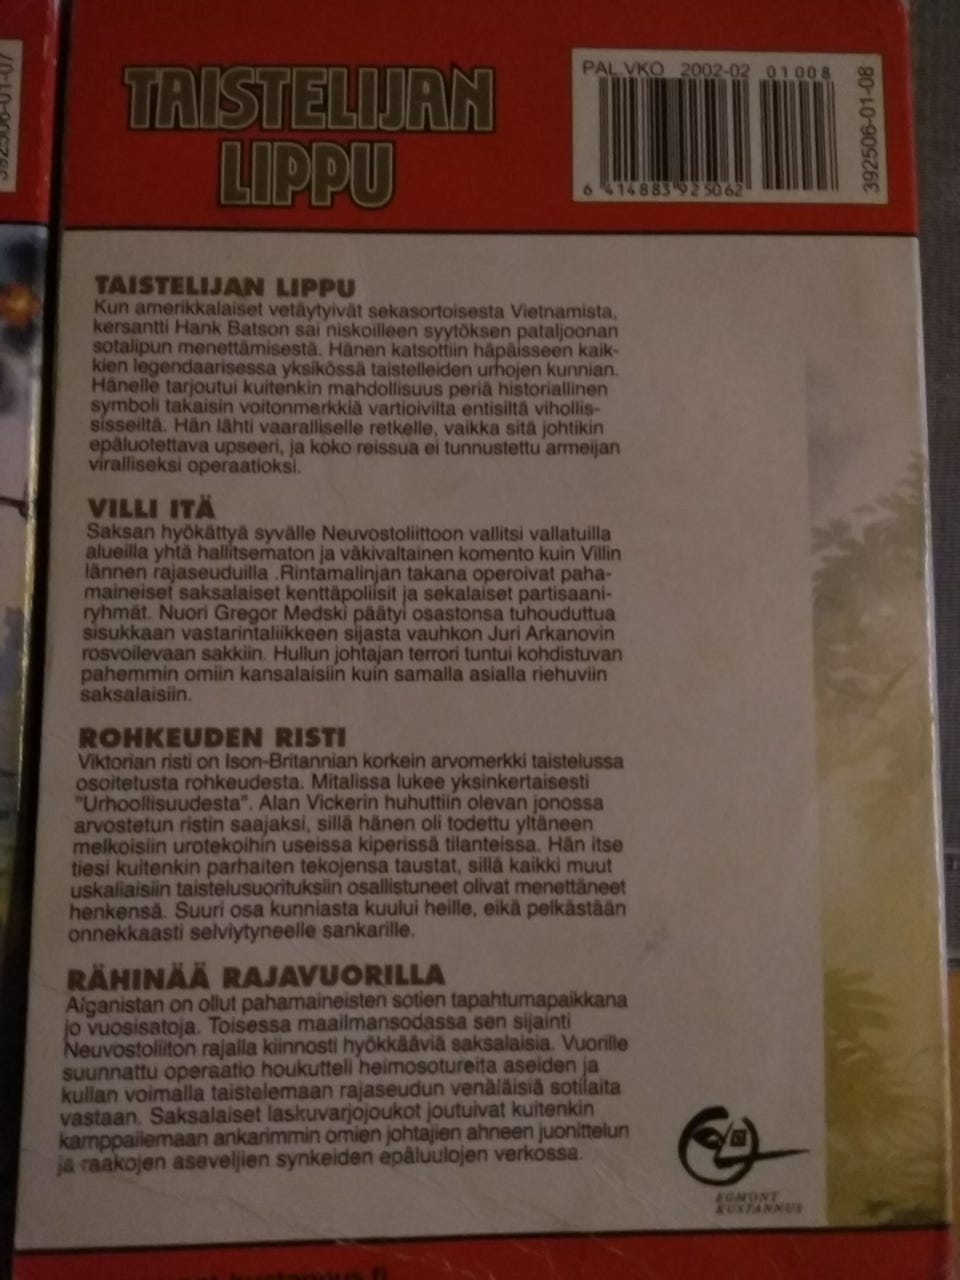 TAISTELIJAN
LIPPU
PAL.VKO 2002-02
01008
6 414883 925062
392506-01-08
392506-01-07
TAISTELIJAN LIPPU
Kun amerikkalaiset vetäytyivät sekasortoisesta Vietnamista,
kersantti Hank Batson sai niskoilleen syytöksen pataljoonan
sotalipun menettämisestä. Hänen katsottiin häpäisseen kaik-
kien legendaarisessa yksikössä taistelleiden urhojen kunnian.
Hänelle tarjoutui kuitenkin mahdollisuus periä historiallinen
symboli takaisin voitonmerkkiä vartioivilta entisiltä vihollis-
sisseiltä. Hän lähti vaaralliselle retkelle, vaikka sitä johtikin
epäluotettava upseeri, ja koko reissua ei tunnustettu armeijan
viralliseksi operaatioksi.
VILLI ITÄ
Saksan hyökättyä syvälle Neuvostoliittoon vallitsi vallatuilla
alueilla yhtä hallitsematon ja väkivaltainen komento kuin Villin
lännen rajaseuduilla .Rintamalinjan takana operoivat paha-
maineiset saksalaiset kenttäpoliisit ja sekalaiset partisaani-
ryhmät. Nuori Gregor Medski päätyi osastonsa tuhouduttua
sisukkaan vastarintaliikkeen sijasta vauhkon Juri Arkanovin
rosvoilevaan sakkiin. Hullun johtajan terrori tuntui kohdistuvan
pahemmin omiin kansalaisiin kuin samalla asialla riehuviin
saksalaisiin.
ROHKEUDEN RISTI
Viktorian risti on Ison-Britannian korkein arvomerkki taistelussa
osoitetusta rohkeudesta. Mitalissa lukee yksinkertaisesti
"Urhoollisuudesta". Alan Vickerin huhuttiin olevan jonossa
arvostetun ristin saajaksi, sillä hänen oli todettu yltäneen
melkoisiin urotekoihin useissa kiperissä tilanteissa. Hän itse
tiesi kuitenkin parhaiten tekojensa taustat, sillä kaikki muut
uskaliaisiin taistelusuorituksiin osallistuneet olivat menettäneet
henkensä. Suuri osa kunniasta kuului heille, eikä pelkästään
onnekkaasti selviytyneelle sankarille.
RÄHINÄÄ RAJAVUORILLA
Afganistan on ollut pahamaineisten sotien tapahtumapaikkana
jo vuosisatoja. Toisessa maailmansodassa sen sijainti
Neuvostoliiton rajalla kiinnosti hyökkääviä saksalaisia. Vuorille
suunnattu operaatio houkutteli heimosotureita aseiden ja
kullan voimalla taistelemaan rajaseudun venäläisiä sotilaita
vastaan. Saksalaiset laskuvarjojoukot joutuivat kuitenkin
kamppailemaan ankarimmin omien johtajien ahneen juonittelun
ja raakojen aseveljien synkeiden epäluulojen verkossa.
EGMONT
KUSTANNUS